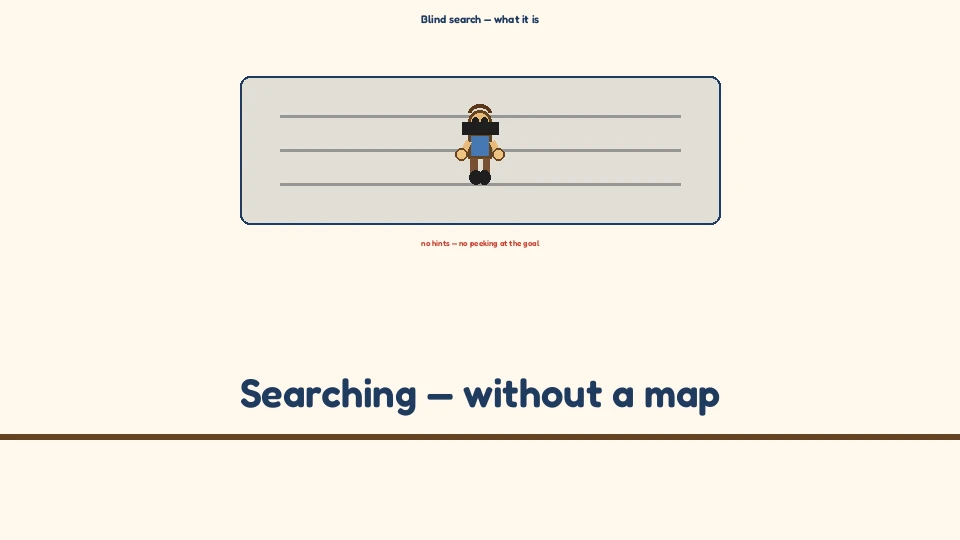 Blind search — what it is
no hints — no peeking at the goal
Searching — without a map